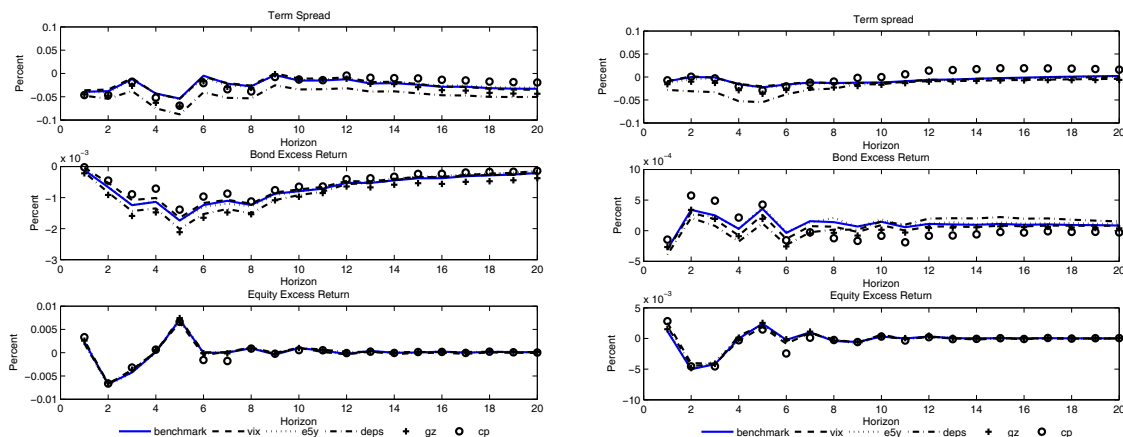 Term Spread
0.1
0.05
0
−0.05
−0.1
Percent
0 2 4 6 8 10 12 14 16 18 20
Horizon
x 10⁻³
Bond Excess Return
0
−1
−2
−3
Percent
0 2 4 6 8 10 12 14 16 18 20
Horizon
Equity Excess Return
0.01
0.005
0
−0.005
−0.01
Percent
0 2 4 6 8 10 12 14 16 18 20
Horizon
benchmark vix e5y deps gz cp
Term spread
0.1
0.05
0
−0.05
−0.1
Percent
0 2 4 6 8 10 12 14 16 18 20
Horizon
x 10⁻⁴
Bond Excess Return
10
5
0
−5
Percent
0 2 4 6 8 10 12 14 16 18 20
Horizon
x 10⁻³
Equity Excess Return
5
0
−5
−10
Percent
0 2 4 6 8 10 12 14 16 18 20
Horizon
benchmark vix e5y deps gz cp